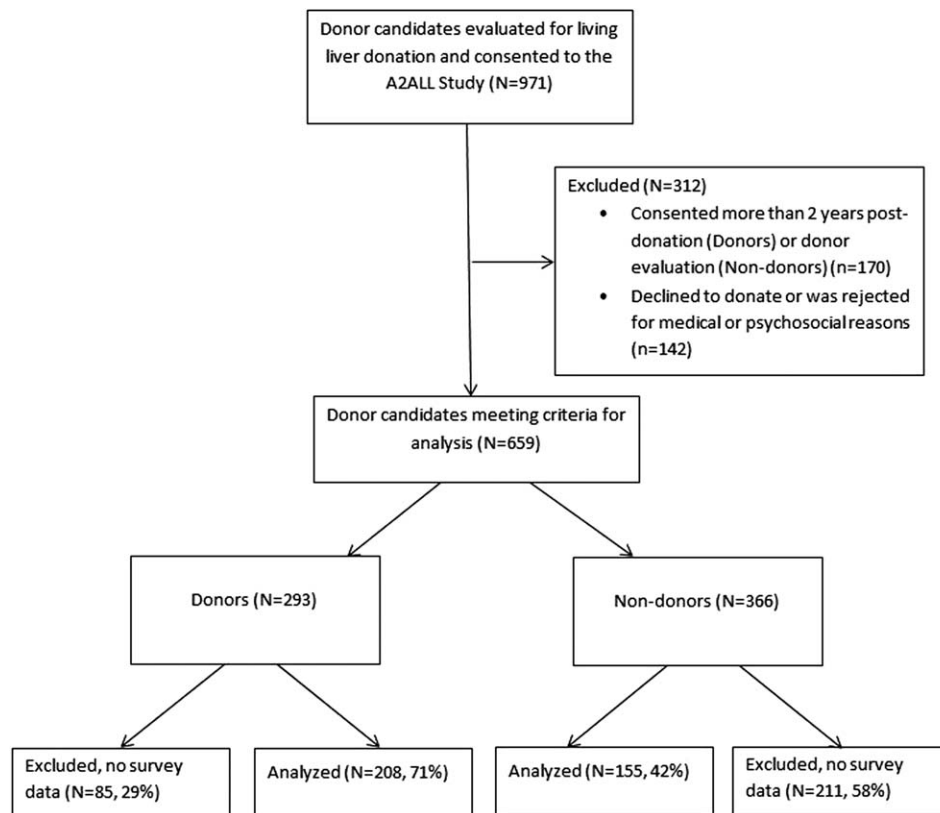 Donor candidates evaluated for living
liver donation and consented to the
A2ALL Study (N=971)
Excluded (N=312)
• Consented more than 2 years post-
donation (Donors) or donor
evaluation (Non-donors) (n=170)
• Declined to donate or was rejected
for medical or psychosocial reasons
(n=142)
Donor candidates meeting criteria for
analysis (N=659)
Donors (N=293)
Non-donors (N=366)
Excluded, no survey
data (N=85, 29%)
Analyzed (N=208, 71%)
Analyzed (N=155, 42%)
Excluded, no survey
data (N=211, 58%)